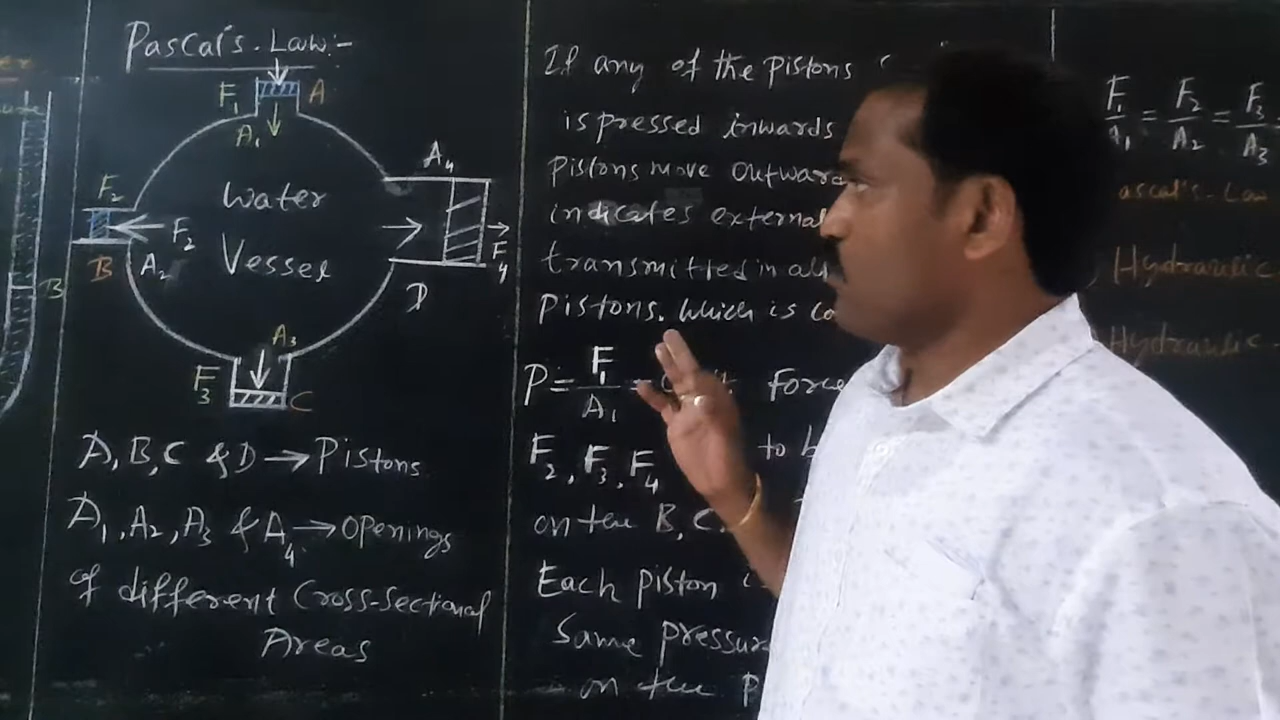 Pascal's. Law:-
F1
A
A1
A4
F2
Water
F2
B
A2
Vessel
F4
D
B
A3
F3
C
A, B, C & D → Pistons
A1, A2, A3 & A4 → Openings
of different Cross-Sectional
Areas
If any of the Pistons
is pressed inwards
Pistons move outward
indicates external
transmitted in all
Pistons. Which is
P = F1/A1 = force
F2, F3, F4 to
on the B, C.
Each piston
Same pressur
on the P
F1/A1 = F2/A2 = F3/A3
ascal's-Law
Hydraulic
Hydraulic